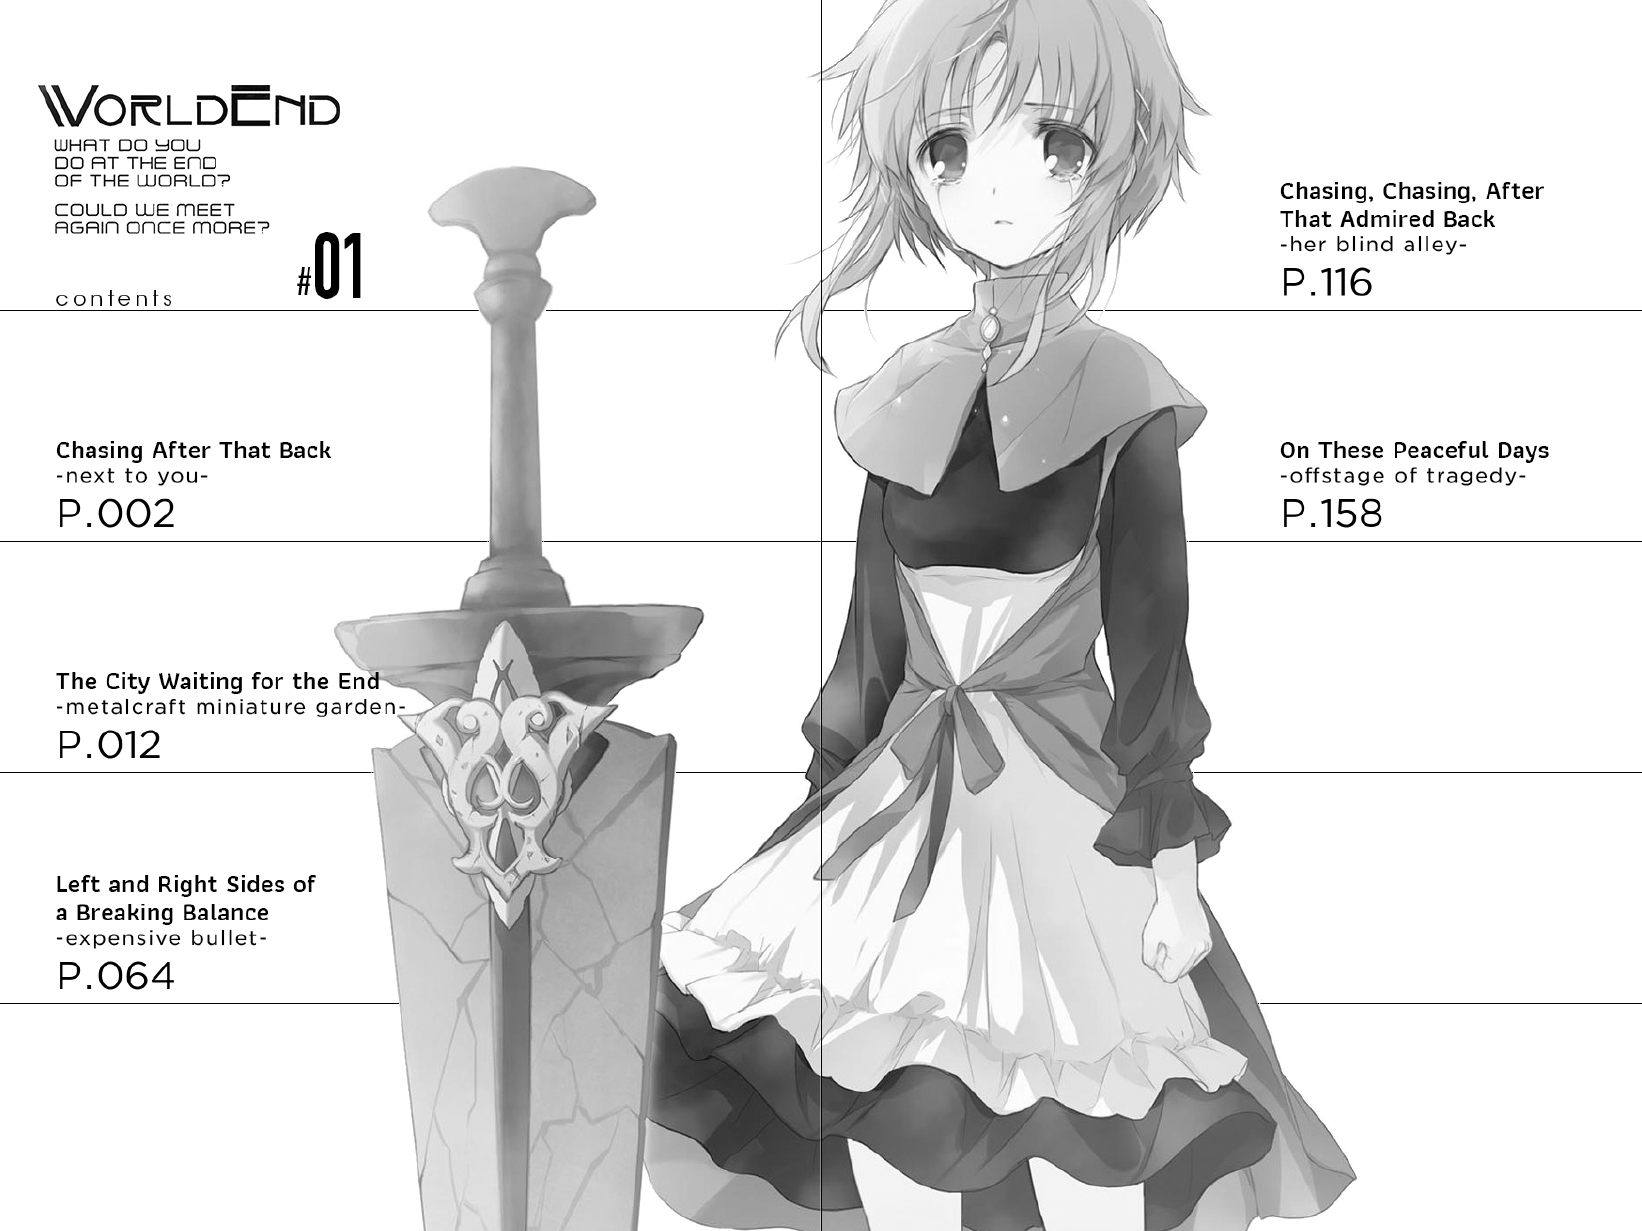 WORLDEND
WHAT DO YOU
DO AT THE END
OF THE WORLD?
COULD WE MEET
AGAIN ONCE MORE?
#01
contents
Chasing After That Back
-next to you-
P.002
The City Waiting for the End
-metalcraft miniature garden-
P.012
Left and Right Sides of
a Breaking Balance
-expensive bullet-
P.064
Chasing, Chasing, After
That Admired Back
-her blind alley-
P.116
On These Peaceful Days
-offstage of tragedy-
P.158